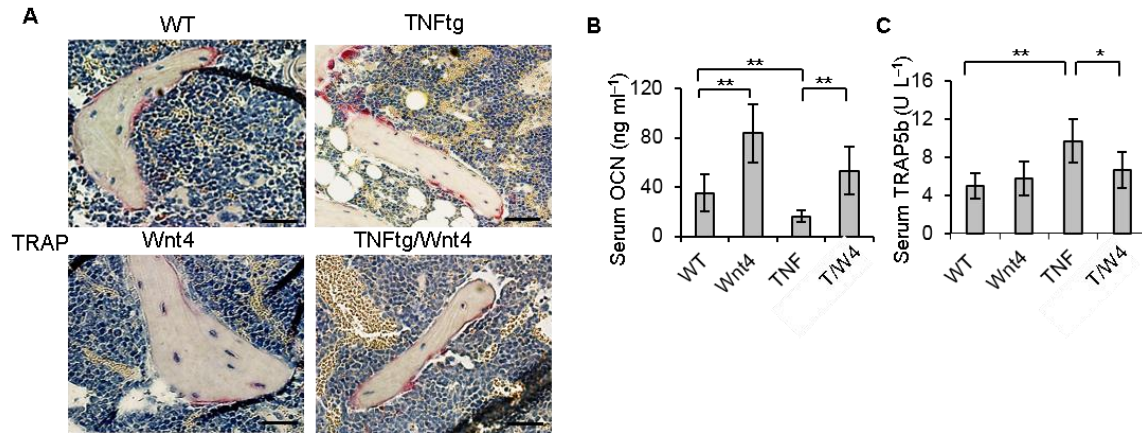 A
WT
TNFtg
TRAP
Wnt4
TNFtg/Wnt4
B
Serum OCN (ng ml⁻¹)
120
80
40
0
**
**
**
WT
Wnt4
TNF
T/W4
C
Serum TRAP5b (U L⁻¹)
16
12
8
4
0
**
*
WT
Wnt4
TNF
T/W4